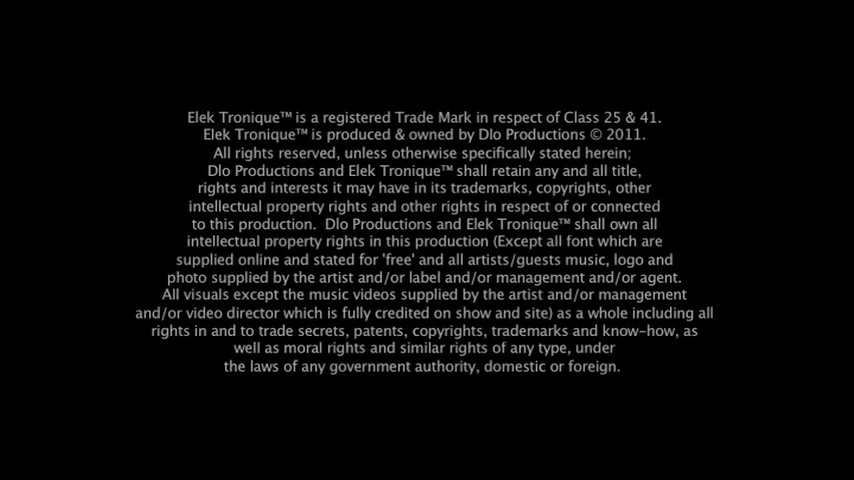 Elek Tronique™ is a registered Trade Mark in respect of Class 25 & 41.
Elek Tronique™ is produced & owned by Dlo Productions © 2011.
All rights reserved, unless otherwise specifically stated herein;
Dlo Productions and Elek Tronique™ shall retain any and all title,
rights and interests it may have in its trademarks, copyrights, other
intellectual property rights and other rights in respect of or connected
to this production.  Dlo Productions and Elek Tronique™ shall own all
intellectual property rights in this production (Except all font which are
supplied online and stated for 'free' and all artists/guests music, logo and
photo supplied by the artist and/or label and/or management and/or agent.
All visuals except the music videos supplied by the artist and/or management
and/or video director which is fully credited on show and site) as a whole including all
rights in and to trade secrets, patents, copyrights, trademarks and know-how, as
well as moral rights and similar rights of any type, under
the laws of any government authority, domestic or foreign.